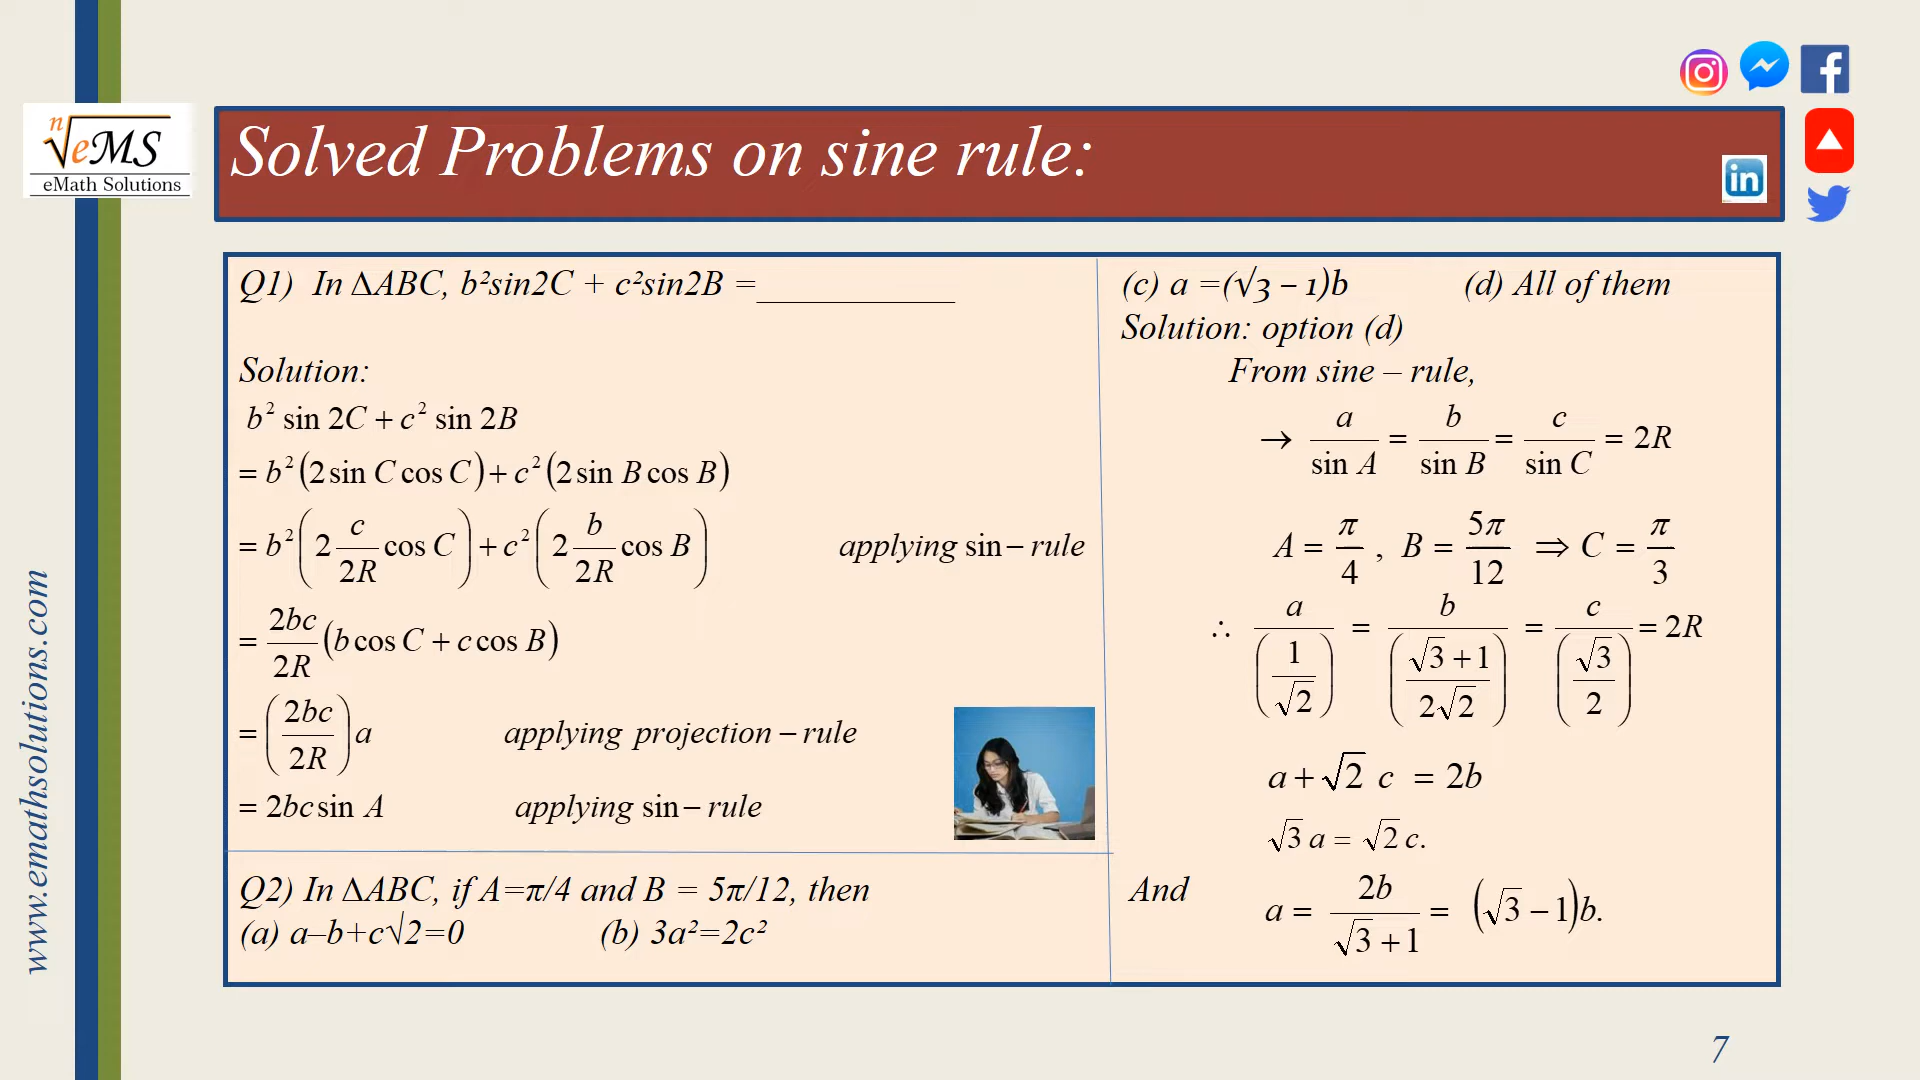 n√eMS
eMath Solutions
www.emathsolutions.com
Solved Problems on sine rule:
in
Q1) In ΔABC, b²sin2C + c²sin2B =___________
Solution:
b² sin 2C + c² sin 2B
= b² (2 sin C cos C) + c² (2 sin B cos B)
= b² (2 c/2R cos C) + c² (2 b/2R cos B) applying sin – rule
= 2bc/2R (b cos C + c cos B)
= (2bc/2R) a applying projection – rule
= 2bc sin A applying sin – rule
Q2) In ΔABC, if A=π/4 and B = 5π/12, then
(a) a–b+c√2=0 (b) 3a²=2c²
(c) a =(√3 – 1)b (d) All of them
Solution: option (d)
From sine – rule,
→ a/sin A = b/sin B = c/sin C = 2R
A = π/4 , B = 5π/12 ⇒ C = π/3
∴ a/(1/√2) = b/((√3 + 1)/2√2) = c/(√3/2) = 2R
a + √2 c = 2b
√3 a = √2 c.
And a = 2b/(√3 + 1) = (√3 – 1)b.
7